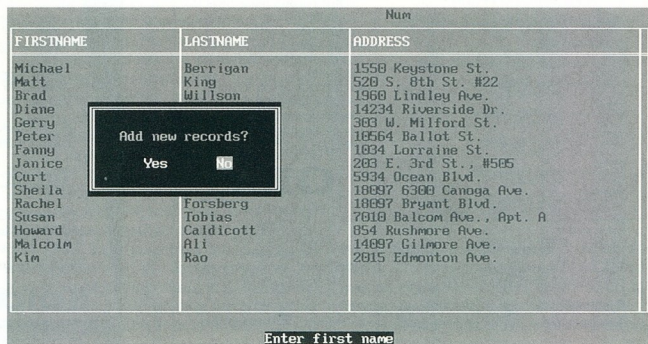 Num
FIRSTNAME LASTNAME ADDRESS
Michael Berrigan 1550 Keystone St.
Matt King 520 S. 8th St. #22
Brad Willson 1960 Lindley Ave.
Diane 14234 Riverside Dr.
Gerry 303 W. Milford St.
Peter 10564 Ballot St.
Fanny 1034 Lorraine St.
Janice 203 E. 3rd St., #505
Curt 5934 Ocean Blvd.
Sheila 18097 6300 Canoga Ave.
Rachel Forsberg 18097 Bryant Blvd.
Susan Tobias 7010 Balcom Ave., Apt. A
Howard Caldicott 854 Rushmore Ave.
Malcolm Ali 14097 Gilmore Ave.
Kim Rao 2015 Edmonton Ave.
Add new records?
Yes No
Enter first name